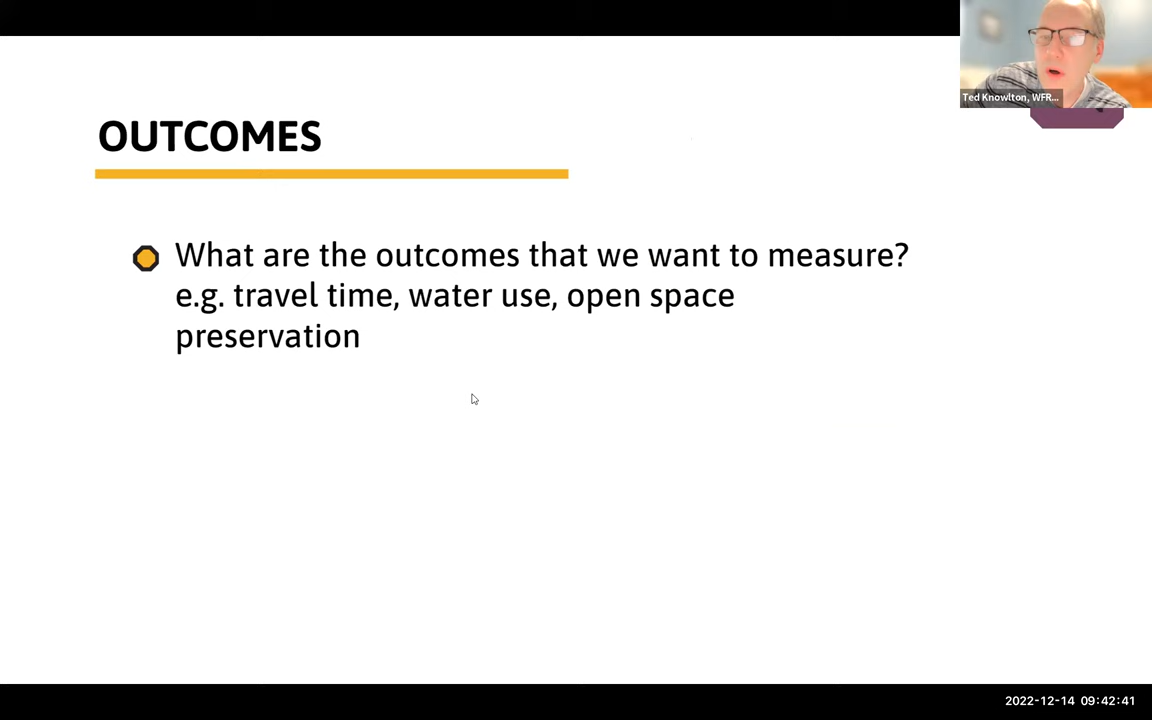 Ted Knowlton, WFR...
OUTCOMES
What are the outcomes that we want to measure?
e.g. travel time, water use, open space
preservation
2022-12-14 09:42:41